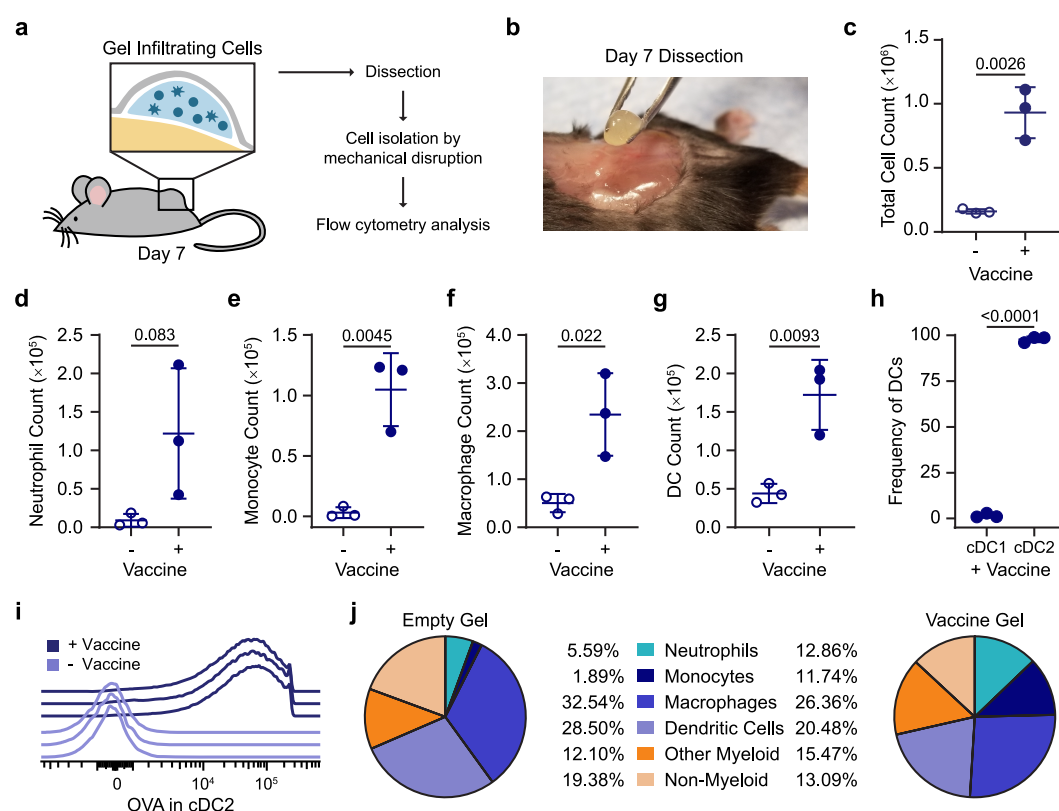 a
Gel Infiltrating Cells
Day 7
Dissection
Cell isolation by
mechanical disruption
Flow cytometry analysis
b
Day 7 Dissection
c
Total Cell Count (×10⁶)
1.5
1.0
0.5
0.0
0.0026
- +
Vaccine
d
Neutrophil Count (×10⁵)
2.5
2.0
1.5
1.0
0.5
0.0
0.083
- +
Vaccine
e
Monocyte Count (×10⁵)
1.5
1.0
0.5
0.0
0.0045
- +
Vaccine
f
Macrophage Count (×10⁵)
4.0
3.0
2.0
1.0
0.0
0.022
- +
Vaccine
g
DC Count (×10⁵)
2.5
2.0
1.5
1.0
0.5
0.0
0.0093
- +
Vaccine
h
Frequency of DCs
100
75
50
25
0
<0.0001
cDC1 cDC2
+ Vaccine
i
+ Vaccine
- Vaccine
0 10⁴ 10⁵
OVA in cDC2
j
Empty Gel
Vaccine Gel
5.59% Neutrophils 12.86%
1.89% Monocytes 11.74%
32.54% Macrophages 26.36%
28.50% Dendritic Cells 20.48%
12.10% Other Myeloid 15.47%
19.38% Non-Myeloid 13.09%